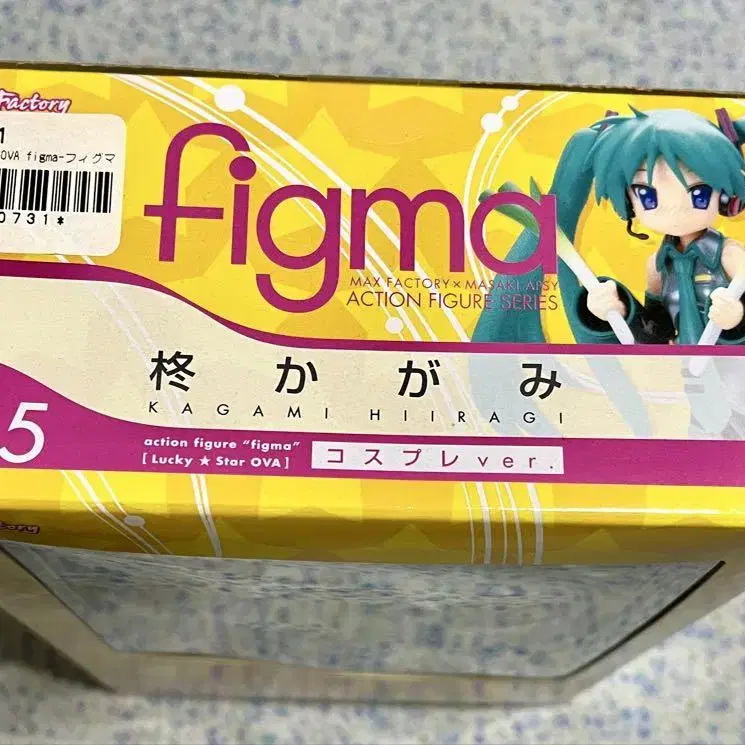 Factory
1
OVA figma-フィグマ
0731*
figma
MAX FACTORY × MASAKI APSY
ACTION FIGURE SERIES
柊かがみ
KAGAMI HIIRAGI
5
action figure "figma"
[Lucky ★ Star OVA]
コスプレver.